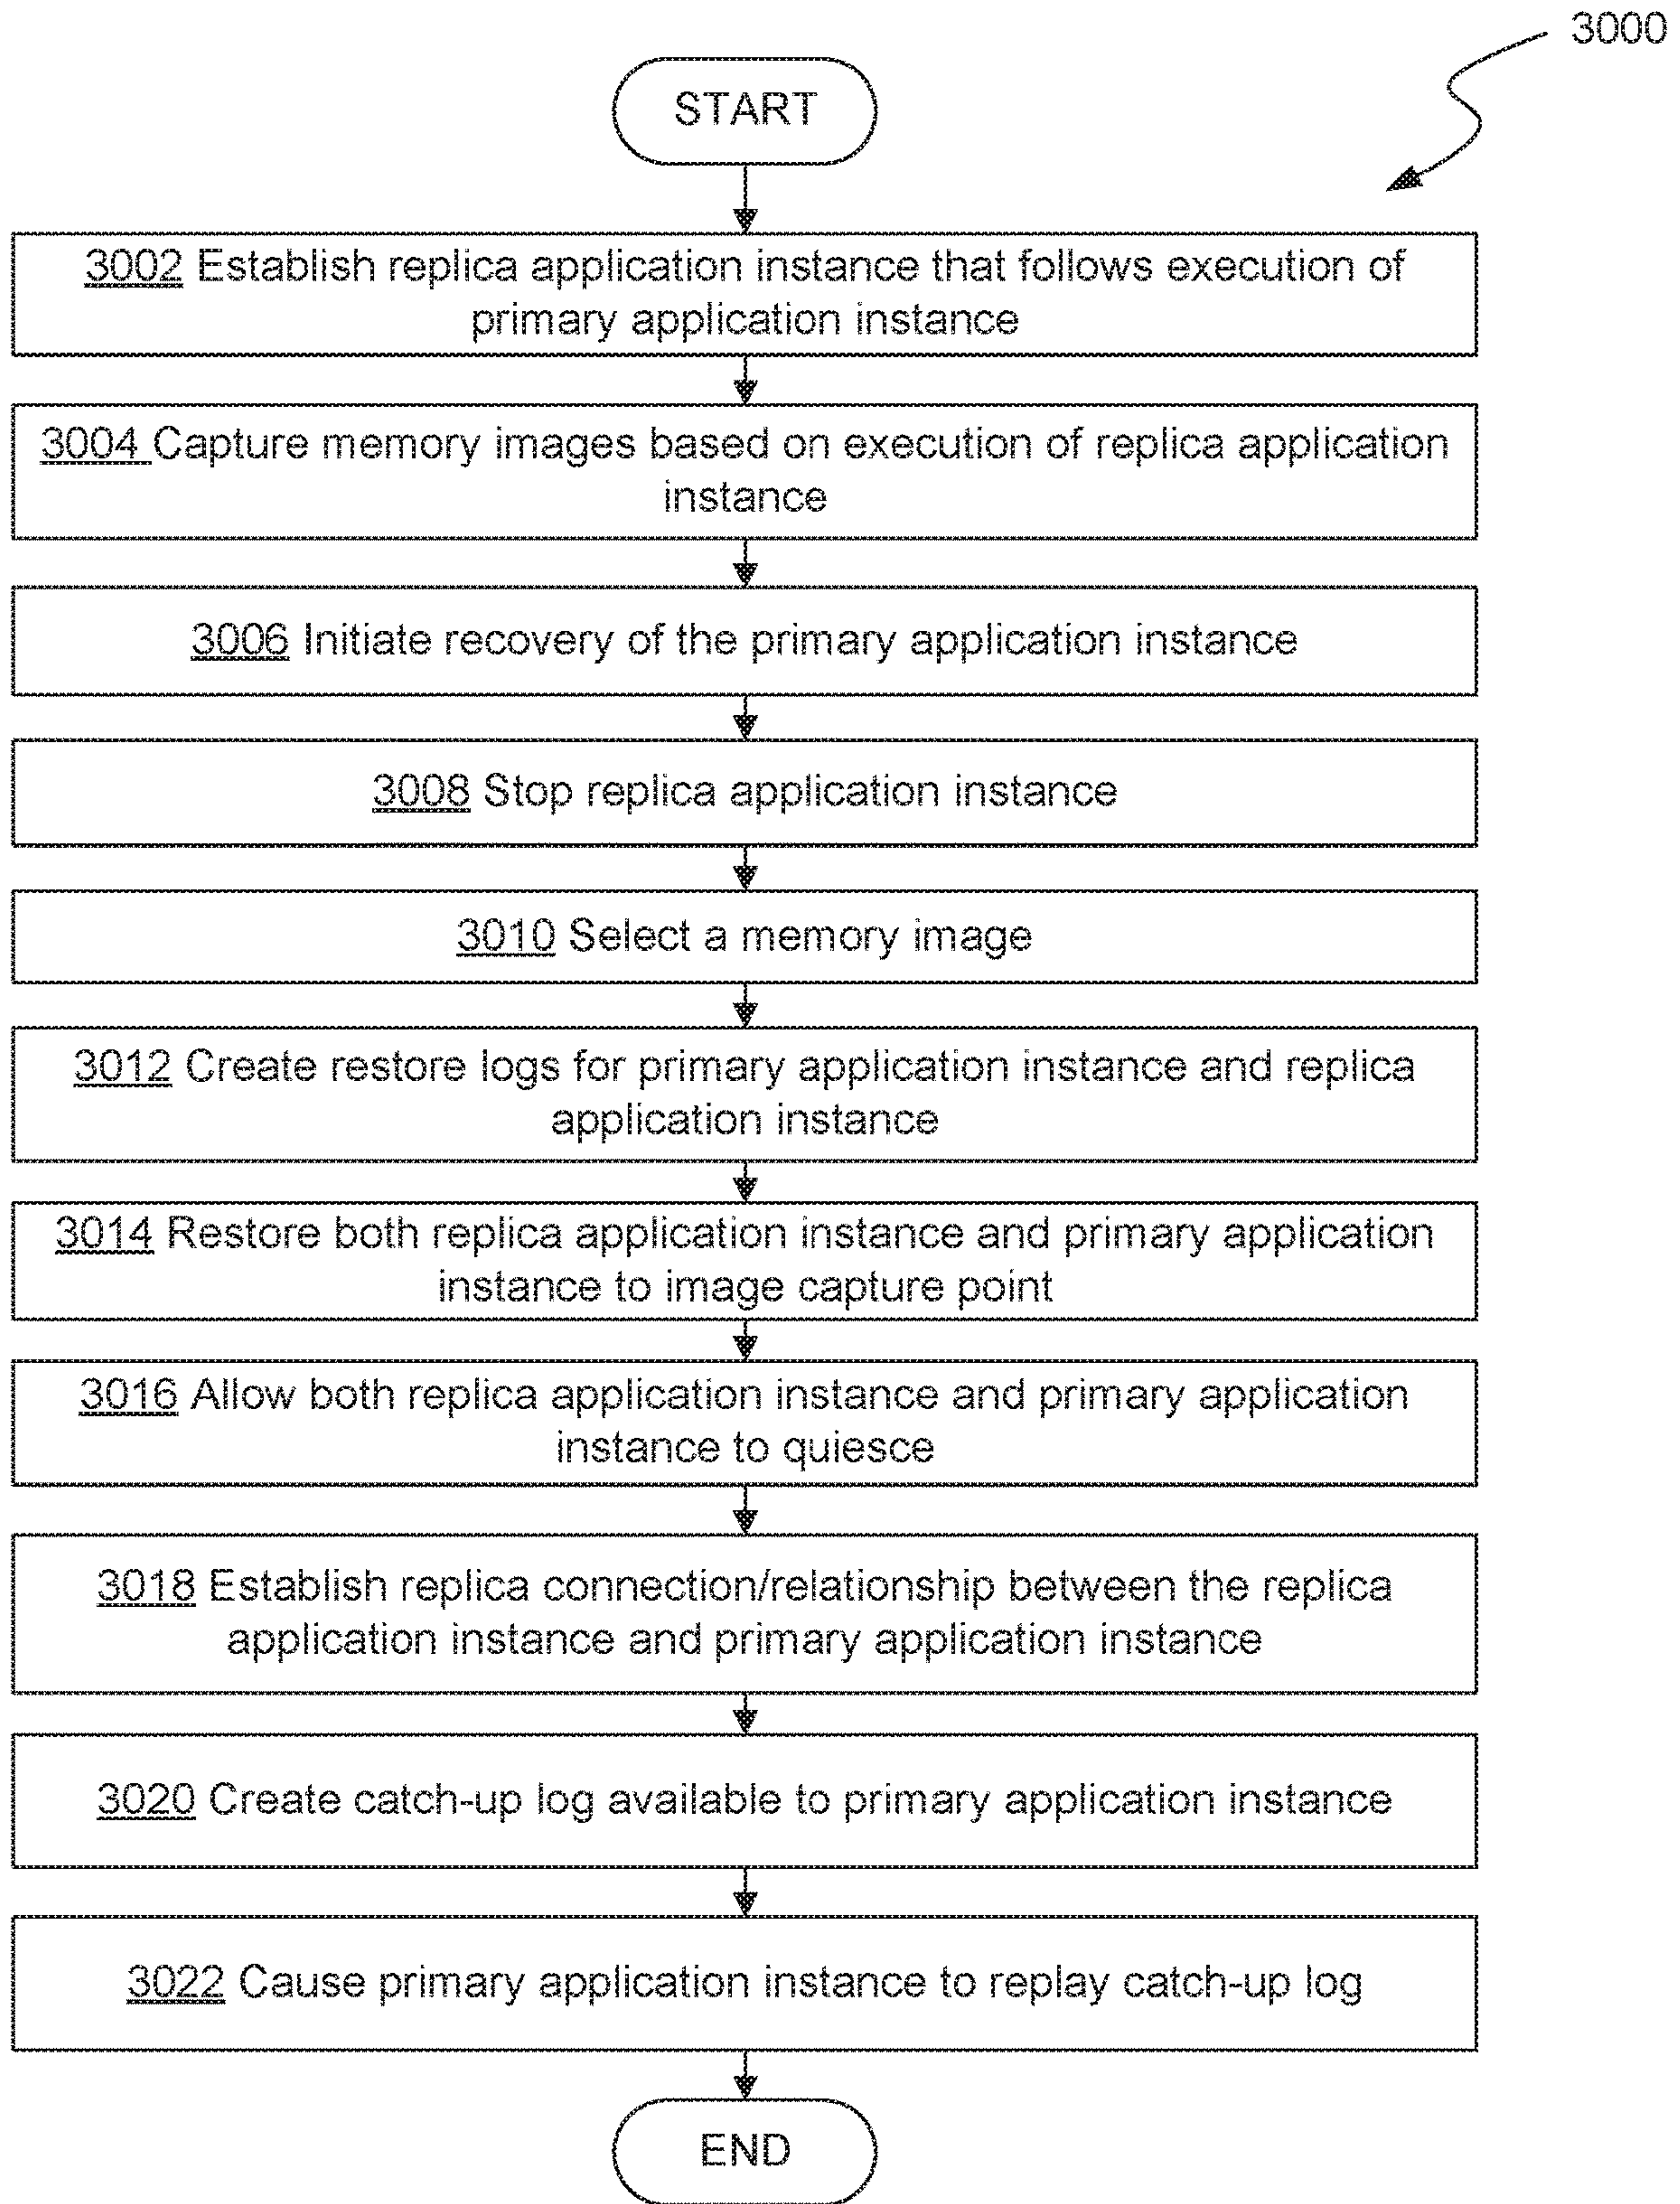 3000
START
3002 Establish replica application instance that follows execution of
primary application instance
3004 Capture memory images based on execution of replica application
instance
3006 Initiate recovery of the primary application instance
3008 Stop replica application instance
3010 Select a memory image
3012 Create restore logs for primary application instance and replica
application instance
3014 Restore both replica application instance and primary application
instance to image capture point
3016 Allow both replica application instance and primary application
instance to quiesce
3018 Establish replica connection/relationship between the replica
application instance and primary application instance
3020 Create catch-up log available to primary application instance
3022 Cause primary application instance to replay catch-up log
END